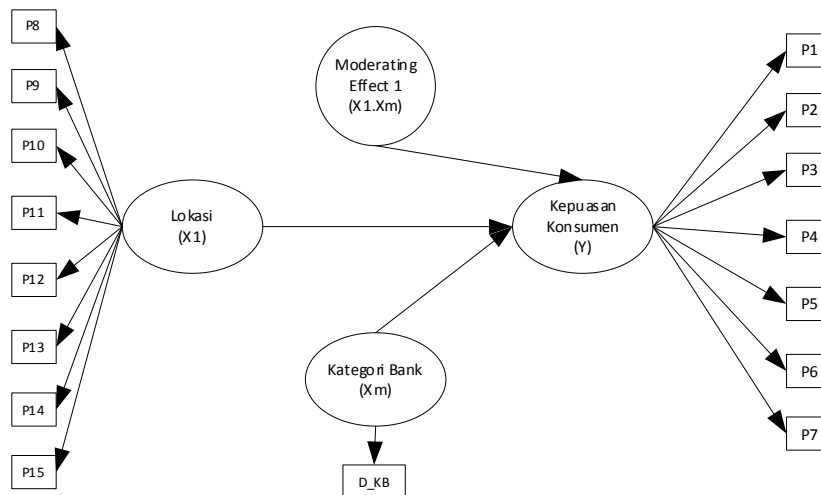 P8
P9
P10
P11
P12
P13
P14
P15
Lokasi
(X1)
Moderating
Effect 1
(X1.Xm)
Kategori Bank
(Xm)
D_KB
Kepuasan
Konsumen
(Y)
P1
P2
P3
P4
P5
P6
P7